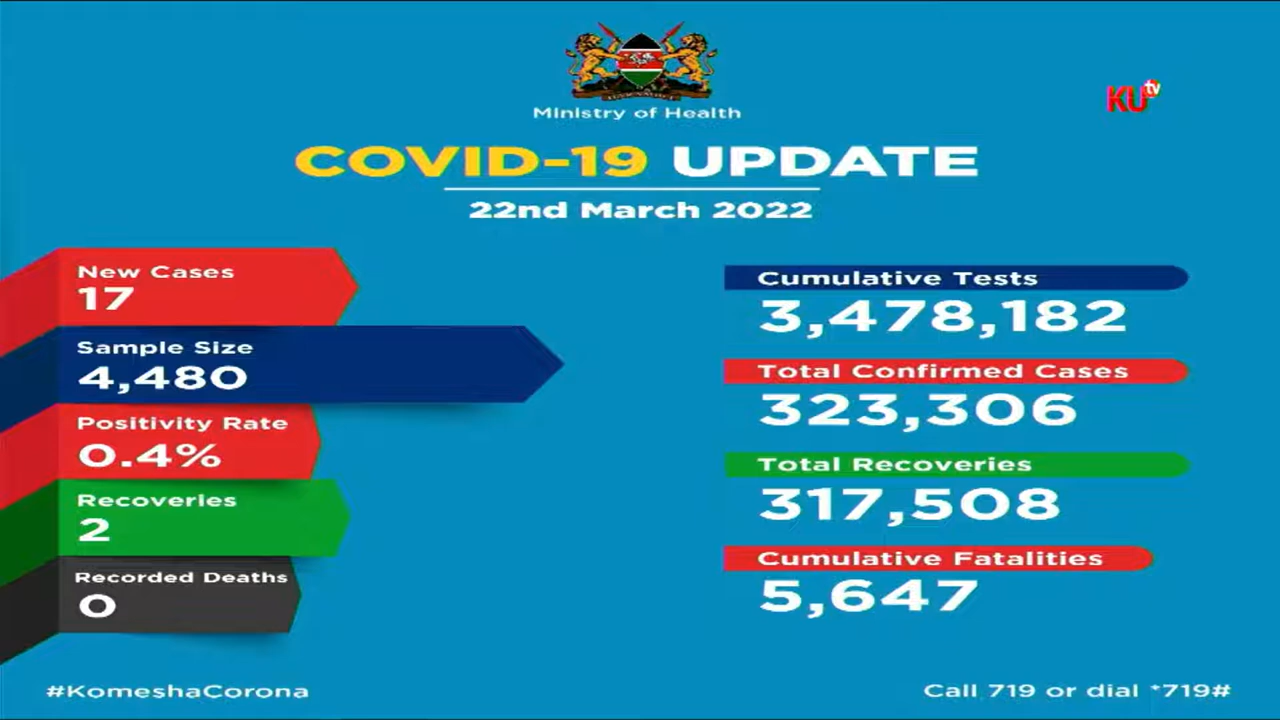 Ministry of Health
KUtv
COVID-19 UPDATE
22nd March 2022
New Cases
17
Sample Size
4,480
Positivity Rate
0.4%
Recoveries
2
Recorded Deaths
0
Cumulative Tests
3,478,182
Total Confirmed Cases
323,306
Total Recoveries
317,508
Cumulative Fatalities
5,647
#KomeshaCorona
Call 719 or dial *719#